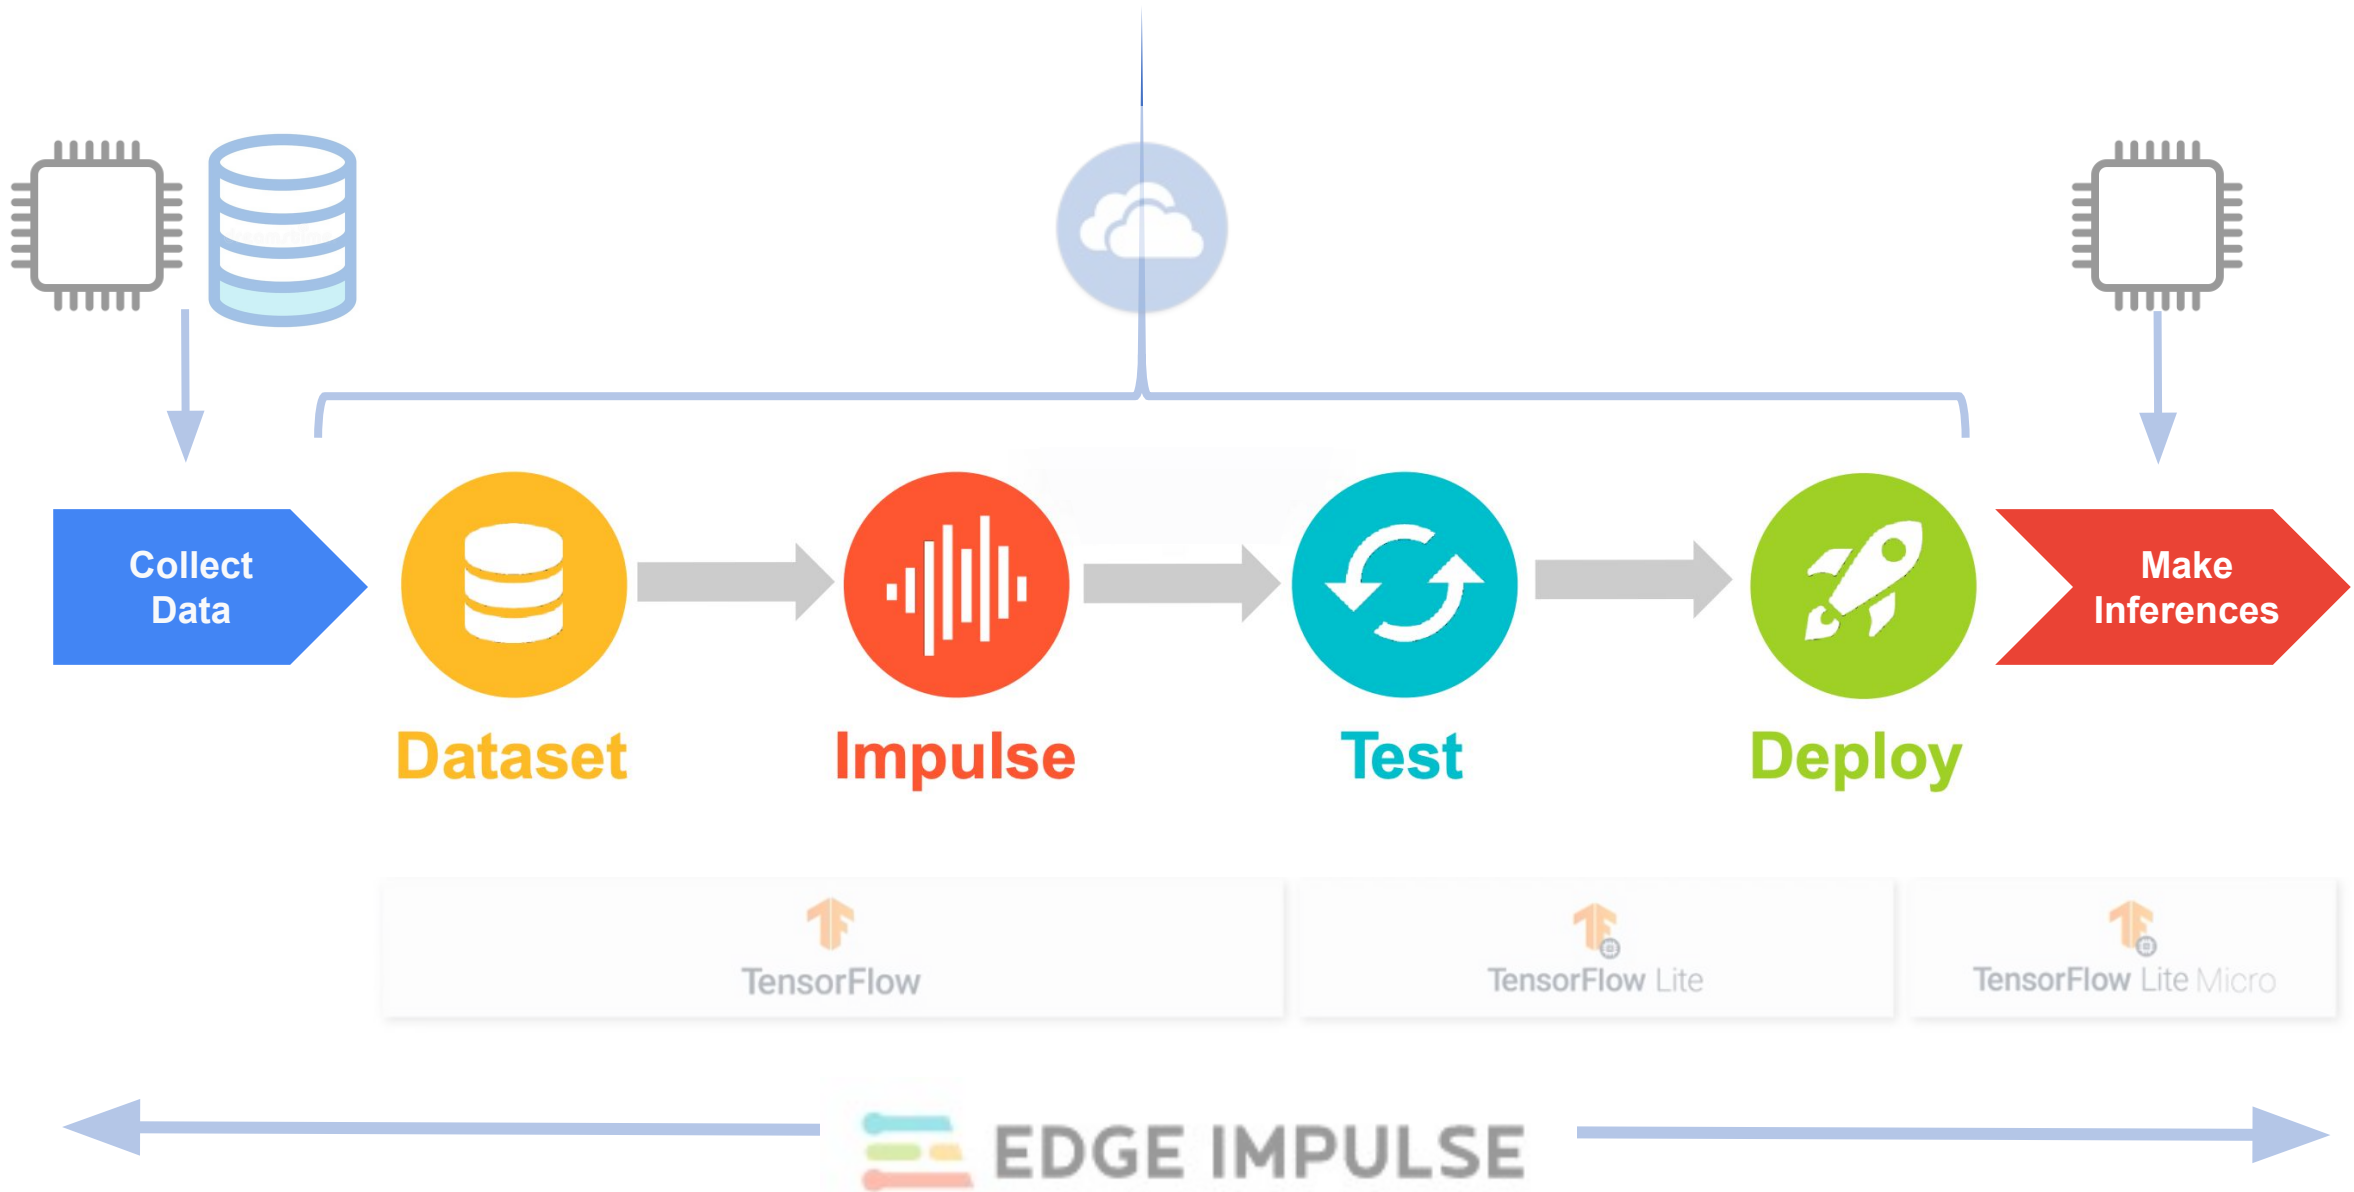 Collect
Data
Make
Inferences
Dataset
Impulse
Test
Deploy
TensorFlow
TensorFlow Lite
TensorFlow Lite Micro
EDGE IMPULSE